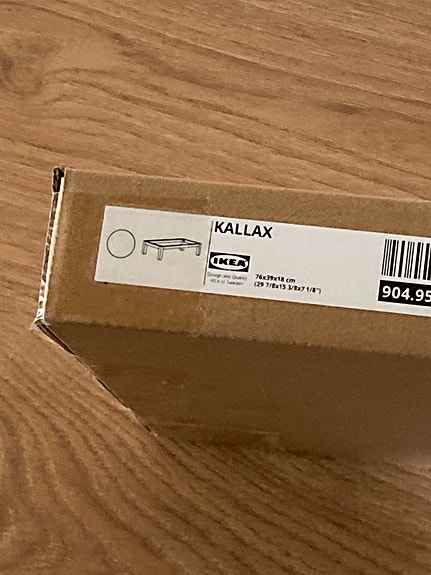 KALLAX
IKEA
Design and Quality
IKEA of Sweden
76x39x18 cm
(29 7/8x15 3/8x7 1/8")
904.95